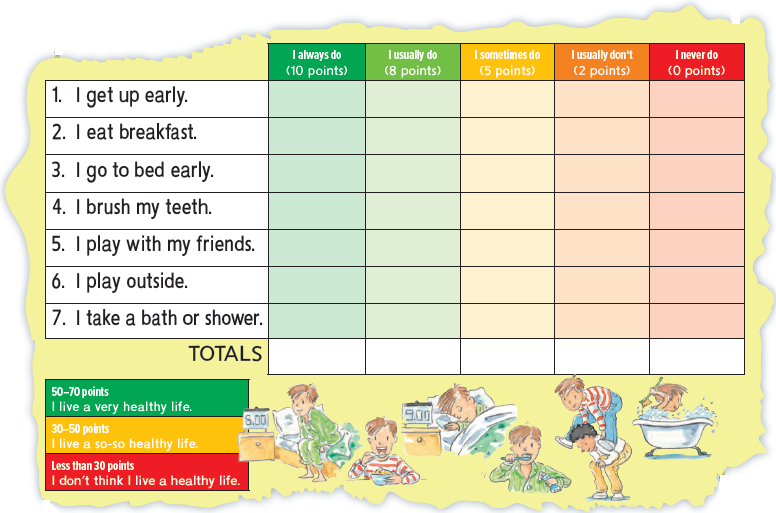 I always do
(10 points)
I usually do
(8 points)
I sometimes do
(5 points)
I usually don't
(2 points)
I never do
(0 points)
1. I get up early.
2. I eat breakfast.
3. I go to bed early.
4. I brush my teeth.
5. I play with my friends.
6. I play outside.
7. I take a bath or shower.
TOTALS
50–70 points
I live a very healthy life.
30–50 points
I live a so-so healthy life.
Less than 30 points
I don't think I live a healthy life.
6:00
9:00